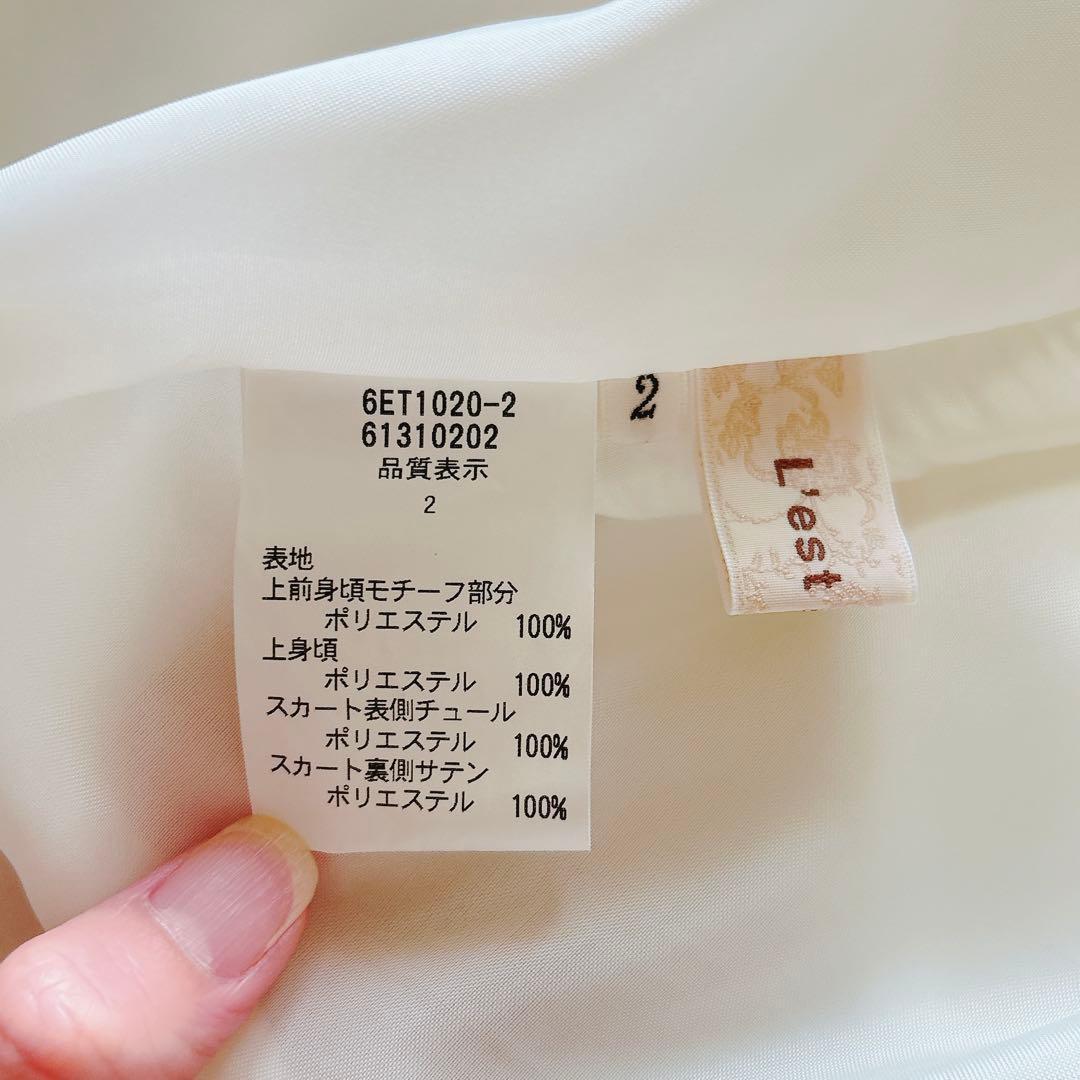 6ET1020-2
61310202
品質表示
2
表地
上前身頃モチーフ部分
ポリエステル 100%
上身頃
ポリエステル 100%
スカート表側チュール
ポリエステル 100%
スカート裏側サテン
ポリエステル 100%
2
L'est